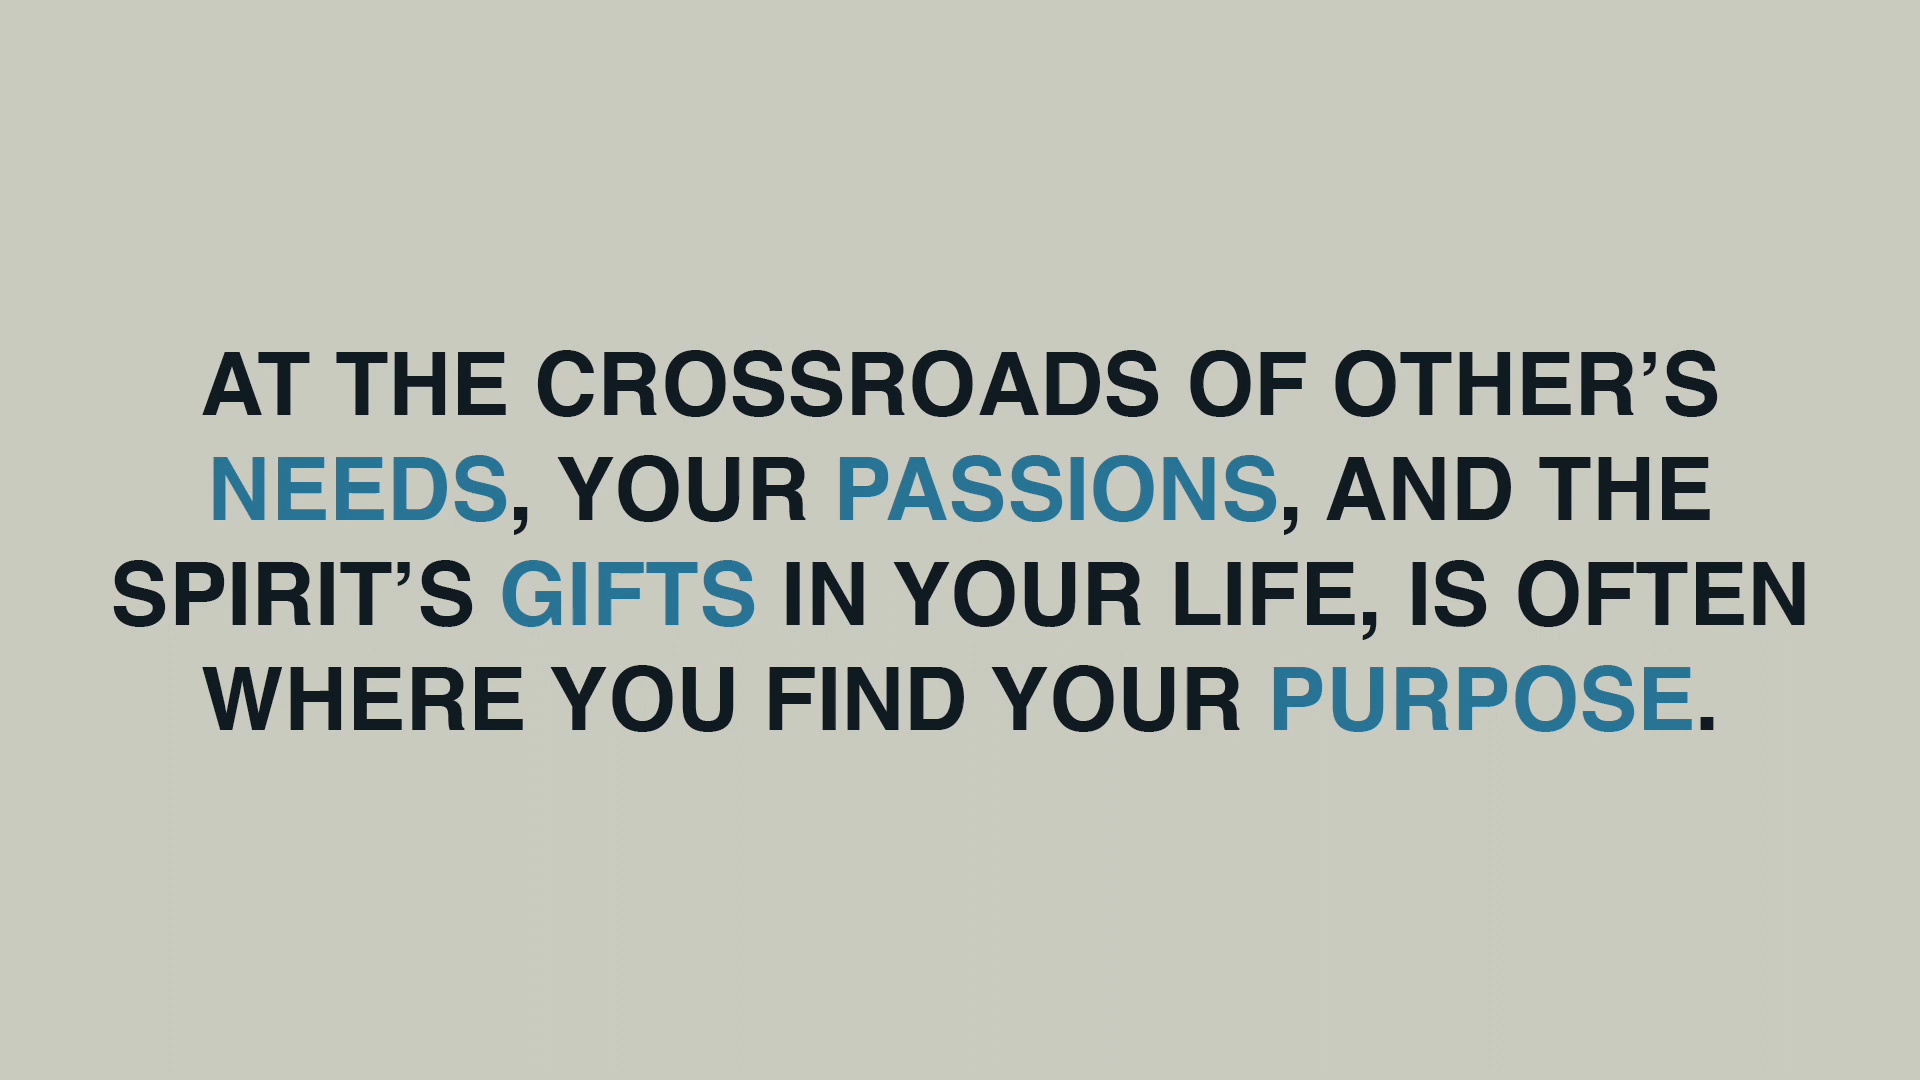 AT THE CROSSROADS OF OTHER’S
NEEDS, YOUR PASSIONS, AND THE
SPIRIT’S GIFTS IN YOUR LIFE, IS OFTEN
WHERE YOU FIND YOUR PURPOSE.